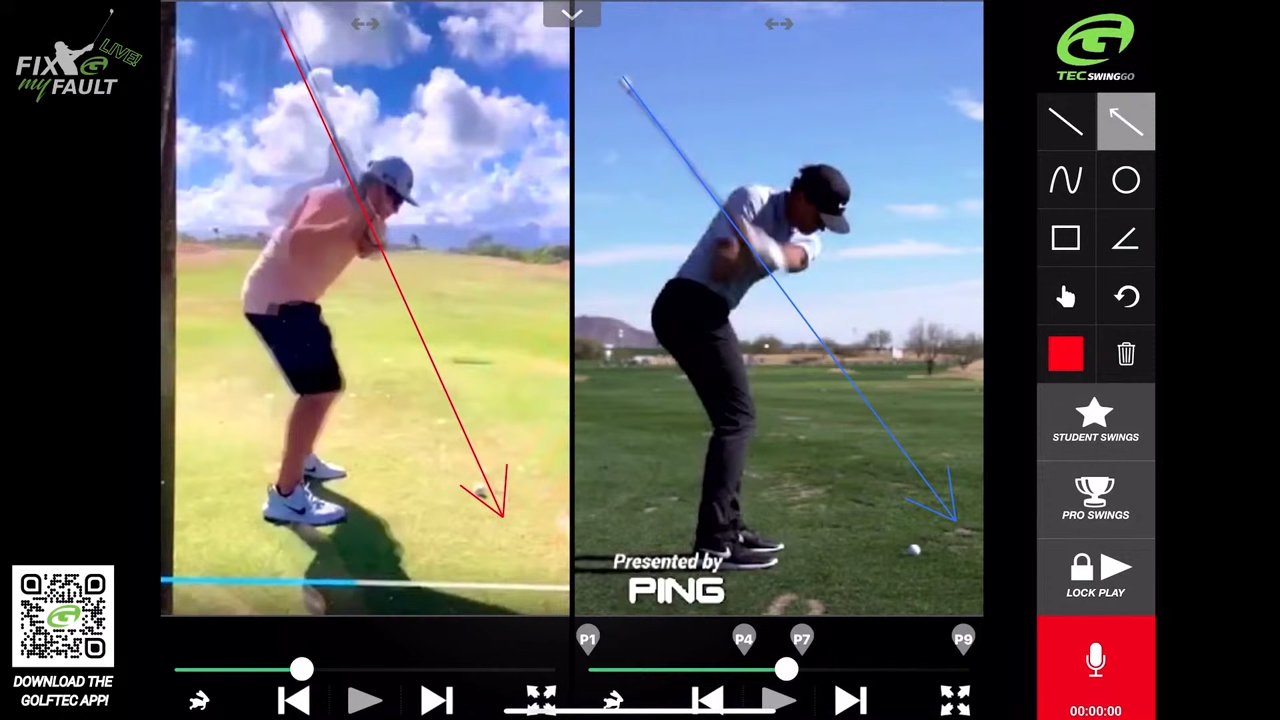 FIX
my FAULT
LIVE!
TEC SWINGGO
STUDENT SWINGS
PRO SWINGS
LOCK PLAY
00:00:00
Presented by
PING
P1
P4
P7
P9
DOWNLOAD THE
GOLFTEC APP!